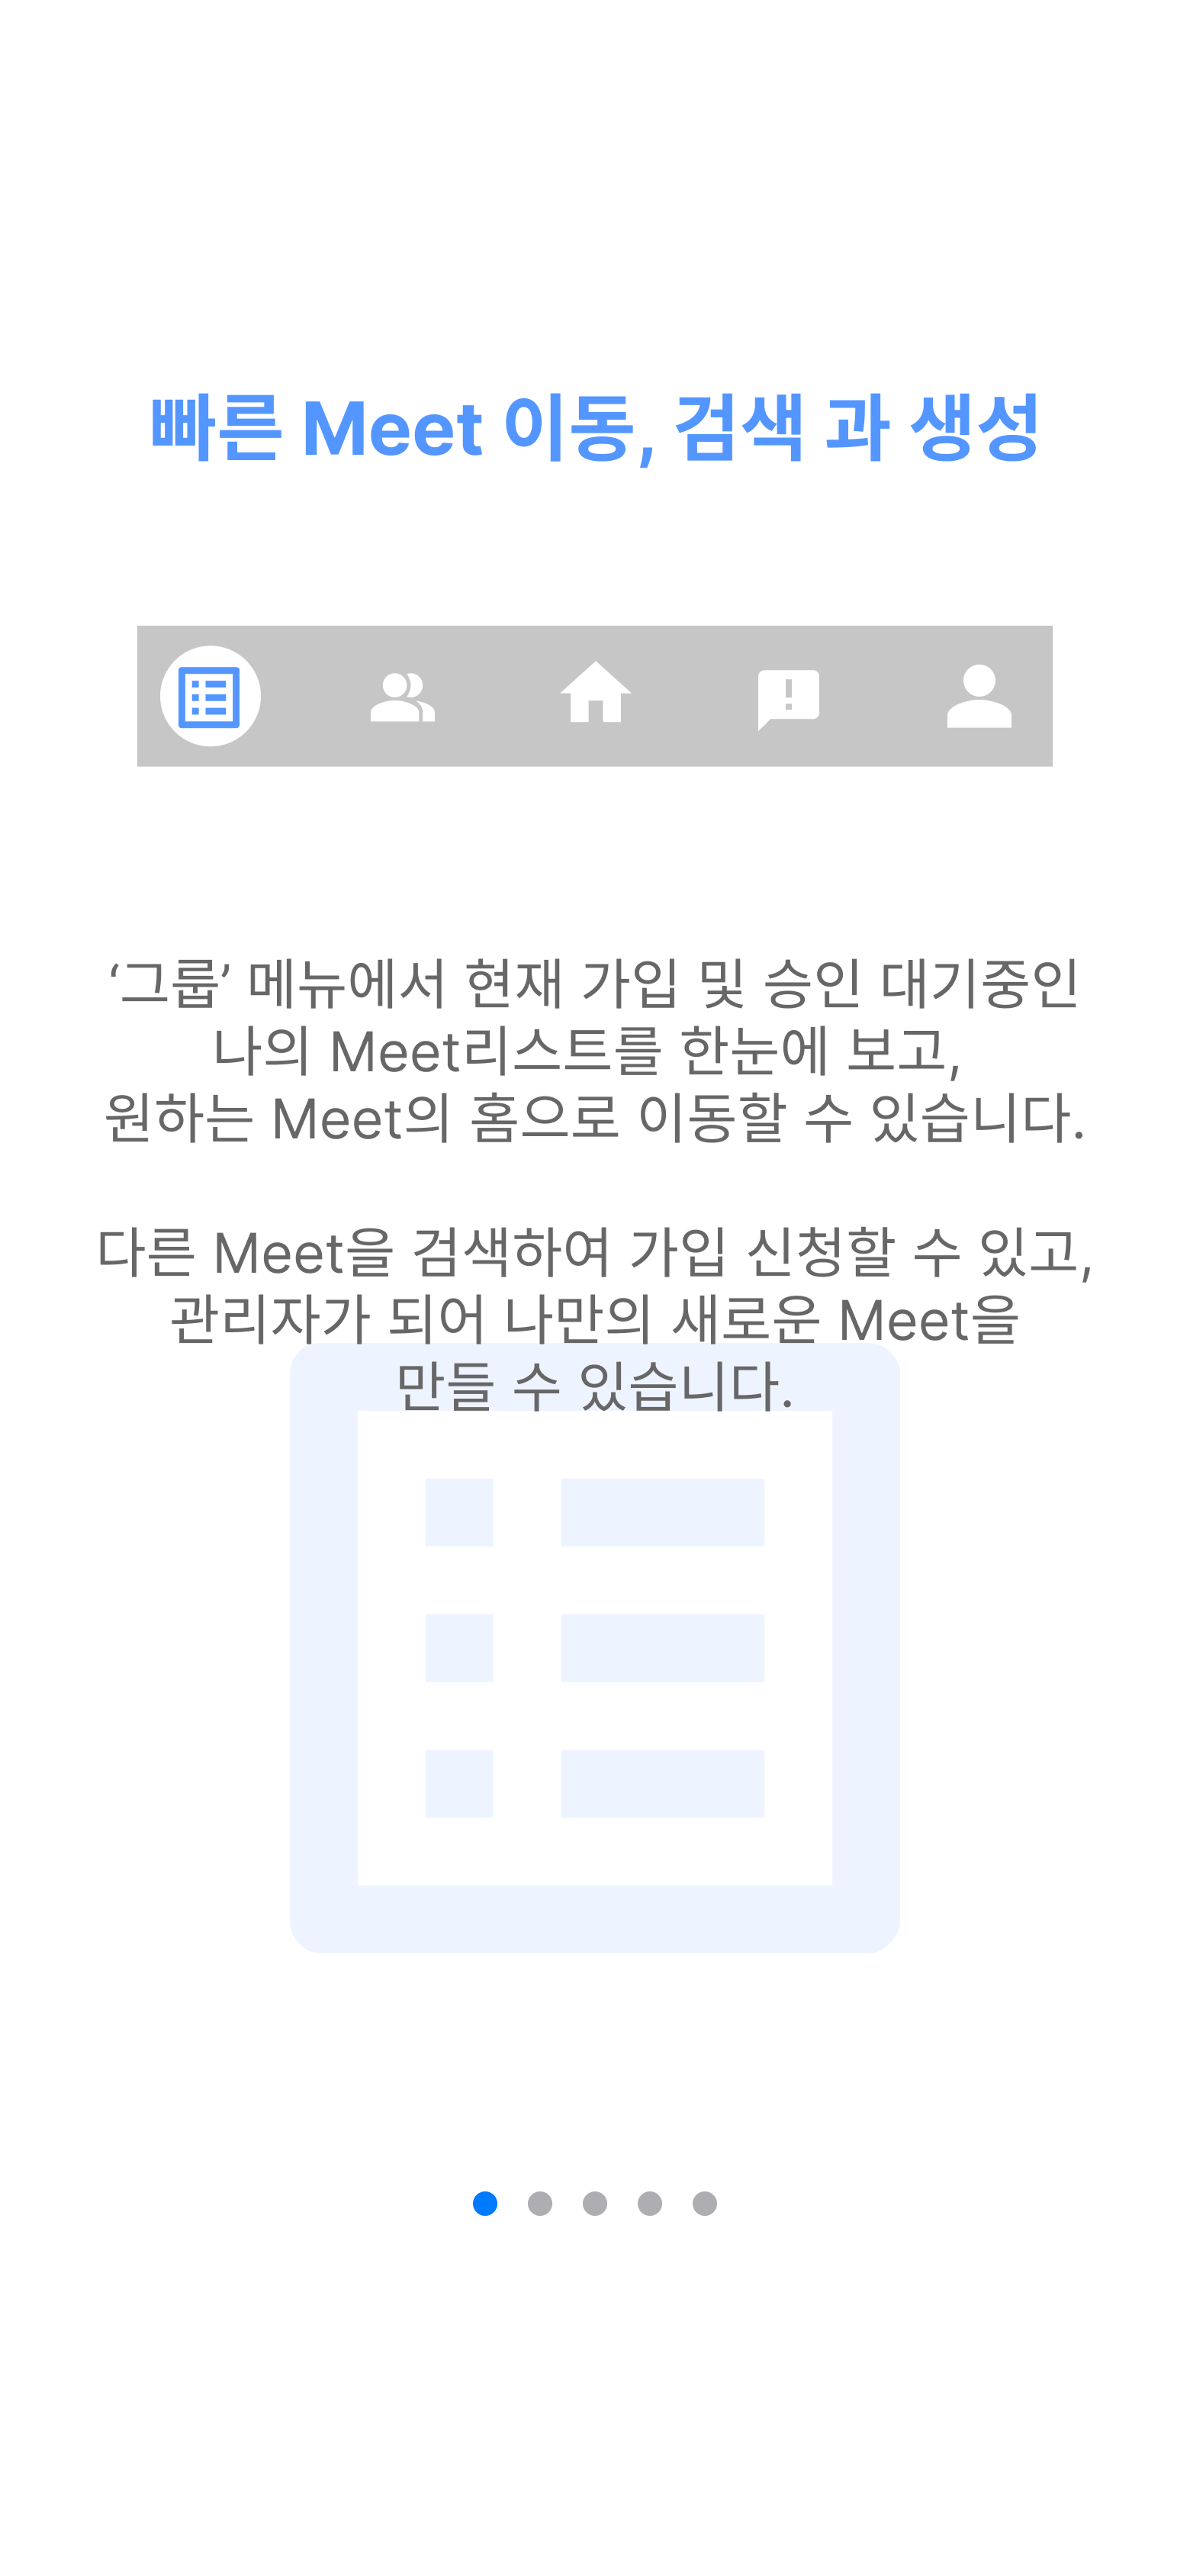 빠른 Meet 이동, 검색 과 생성
‘그룹’ 메뉴에서 현재 가입 및 승인 대기중인
나의 Meet리스트를 한눈에 보고,
원하는 Meet의 홈으로 이동할 수 있습니다.
다른 Meet을 검색하여 가입 신청할 수 있고,
관리자가 되어 나만의 새로운 Meet을
만들 수 있습니다.